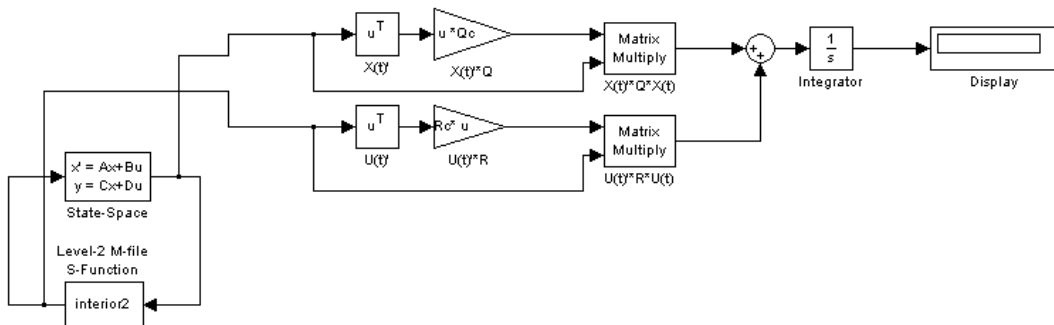 u^T
X(t)'
u *Qc
X(t)*Q
Matrix
Multiply
X(t)*Q*X(t)
++
1
s
Integrator
Display
u^T
U(t)'
Rc* u
U(t)*R
Matrix
Multiply
U(t)*R*U(t)
x' = Ax+Bu
y = Cx+Du
State-Space
Level-2 M-file
S-Function
interior2